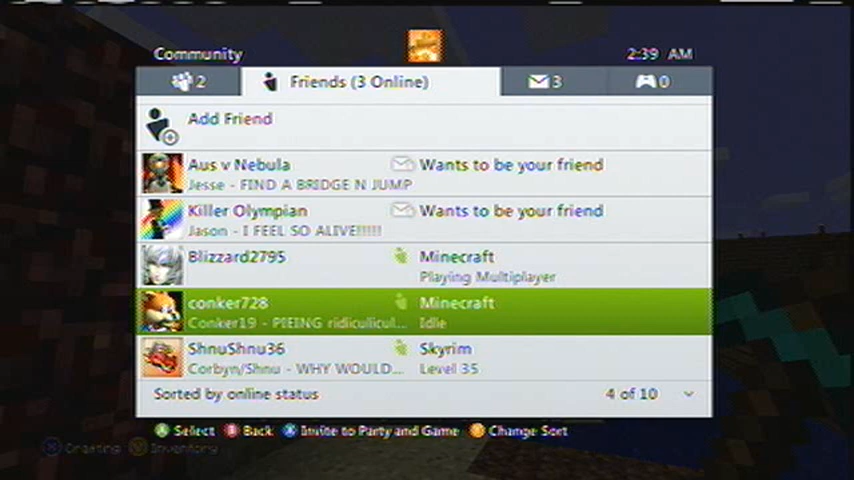 Community
2:39 AM
2
Friends (3 Online)
3
0
Add Friend
Aus v Nebula
Wants to be your friend
Jesse - FIND A BRIDGE N JUMP
Killer Olympian
Wants to be your friend
Jason - I FEEL SO ALIVE!!!!!
Blizzard2795
Minecraft
Playing Multiplayer
conker728
Minecraft
Conker19 - PIEING ridiculicul...
Idle
ShnuShnu36
Skyrim
Corbyn/Shnu - WHY WOULD...
Level 35
Sorted by online status
4 of 10
A Select B Back X Invite to Party and Game Y Change Sort
X Crafting Y Inventory